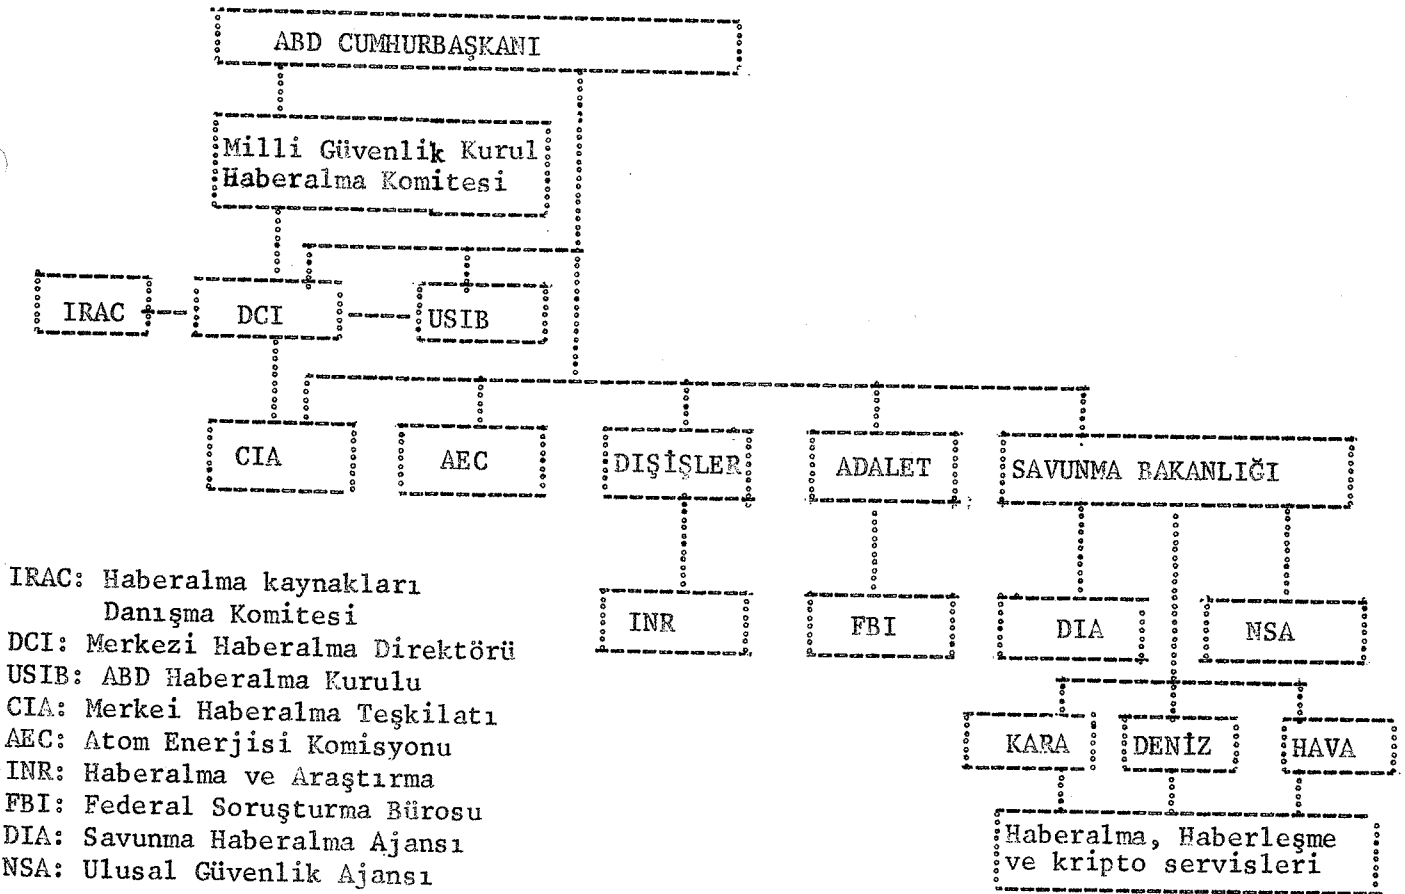 ABD CUMHURBAŞKANI
Milli Güvenlik Kurul
Haberalma Komitesi
IRAC
DCI
USIB
CIA
AEC
DIŞİŞLER
ADALET
SAVUNMA BAKANLIĞI
INR
FBI
DIA
NSA
KARA
DENİZ
HAVA
Haberalma, Haberleşme
ve kripto servisleri
IRAC: Haberalma kaynakları
Danışma Komitesi
DCI: Merkezi Haberalma Direktörü
USIB: ABD Haberalma Kurulu
CIA: Merkei Haberalma Teşkilatı
AEC: Atom Enerjisi Komisyonu
INR: Haberalma ve Araştırma
FBI: Federal Soruşturma Bürosu
DIA: Savunma Haberalma Ajansı
NSA: Ulusal Güvenlik Ajansı